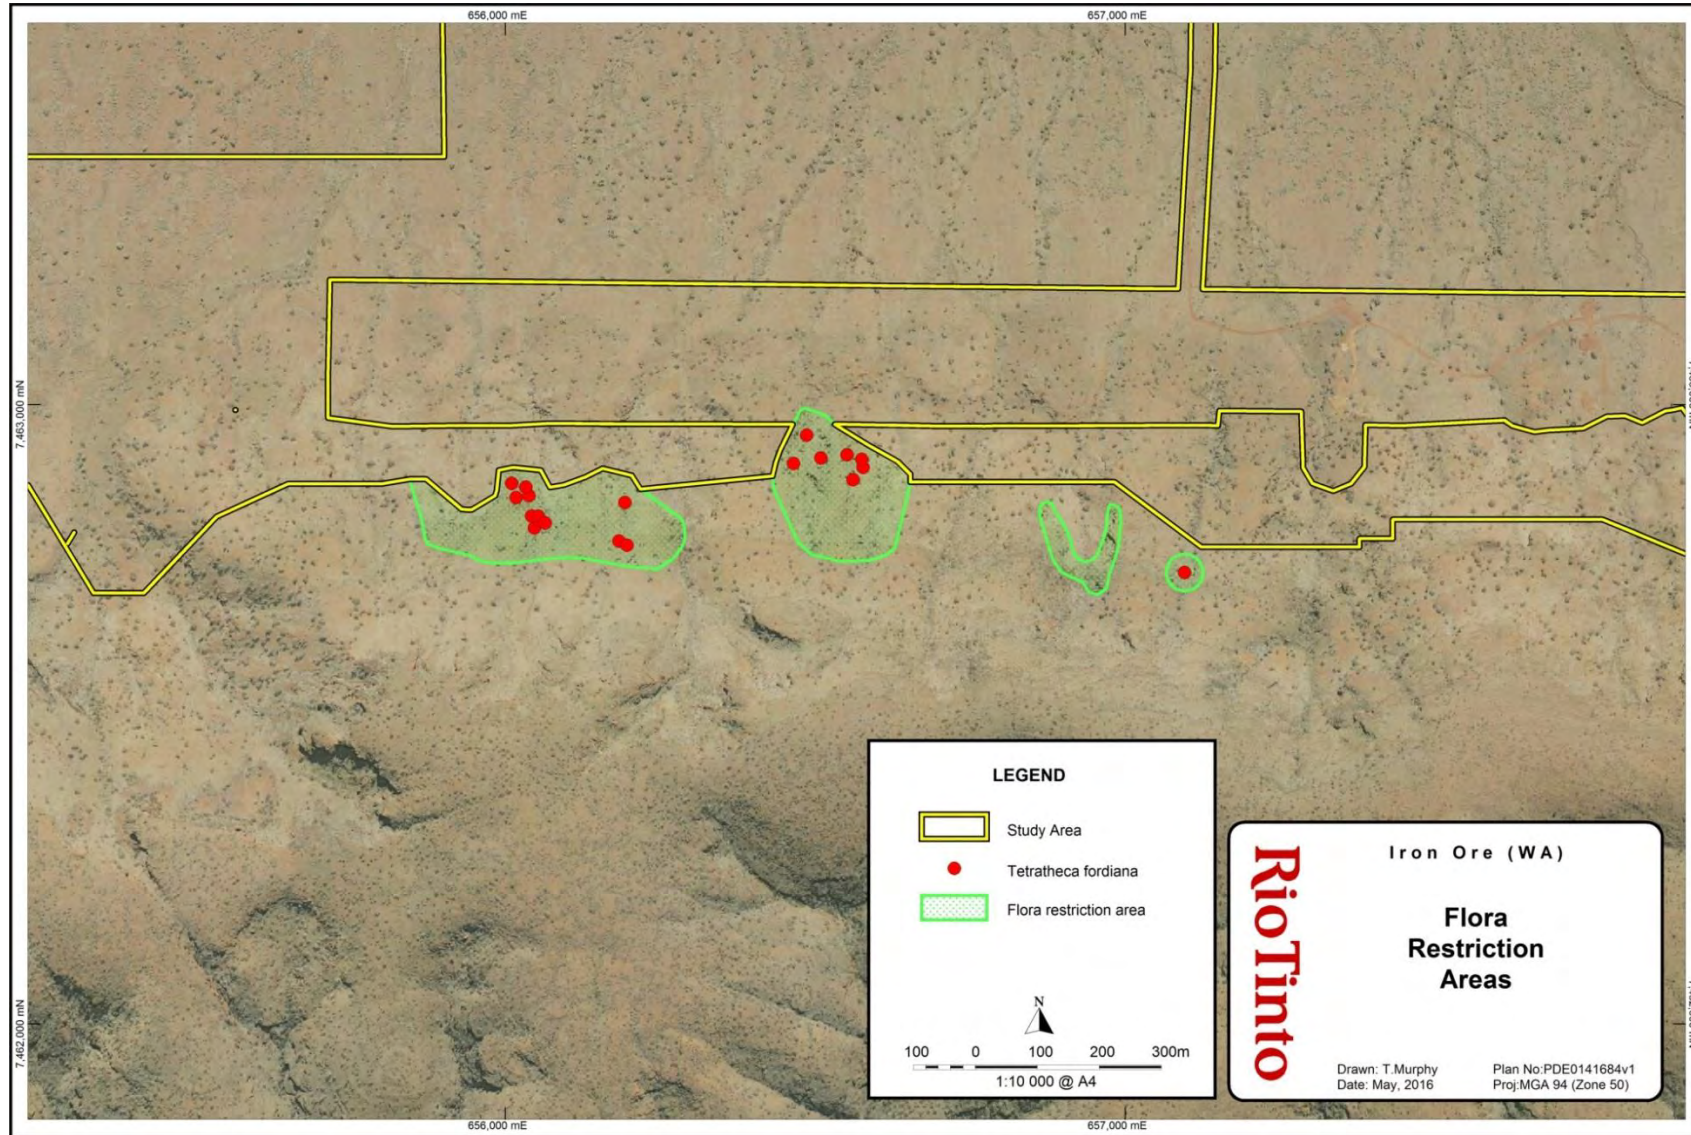 656,000 mE
657,000 mE
7,463,000 mN
7,462,000 mN
LEGEND
Study Area
Tetratheca fordiana
Flora restriction area
N
100 0 100 200 300m
1:10 000 @ A4
RioTinto
Iron Ore (WA)
Flora
Restriction
Areas
Drawn: T.Murphy
Date: May, 2016
Plan No:PDE0141684v1
Proj:MGA 94 (Zone 50)
656,000 mE
657,000 mE